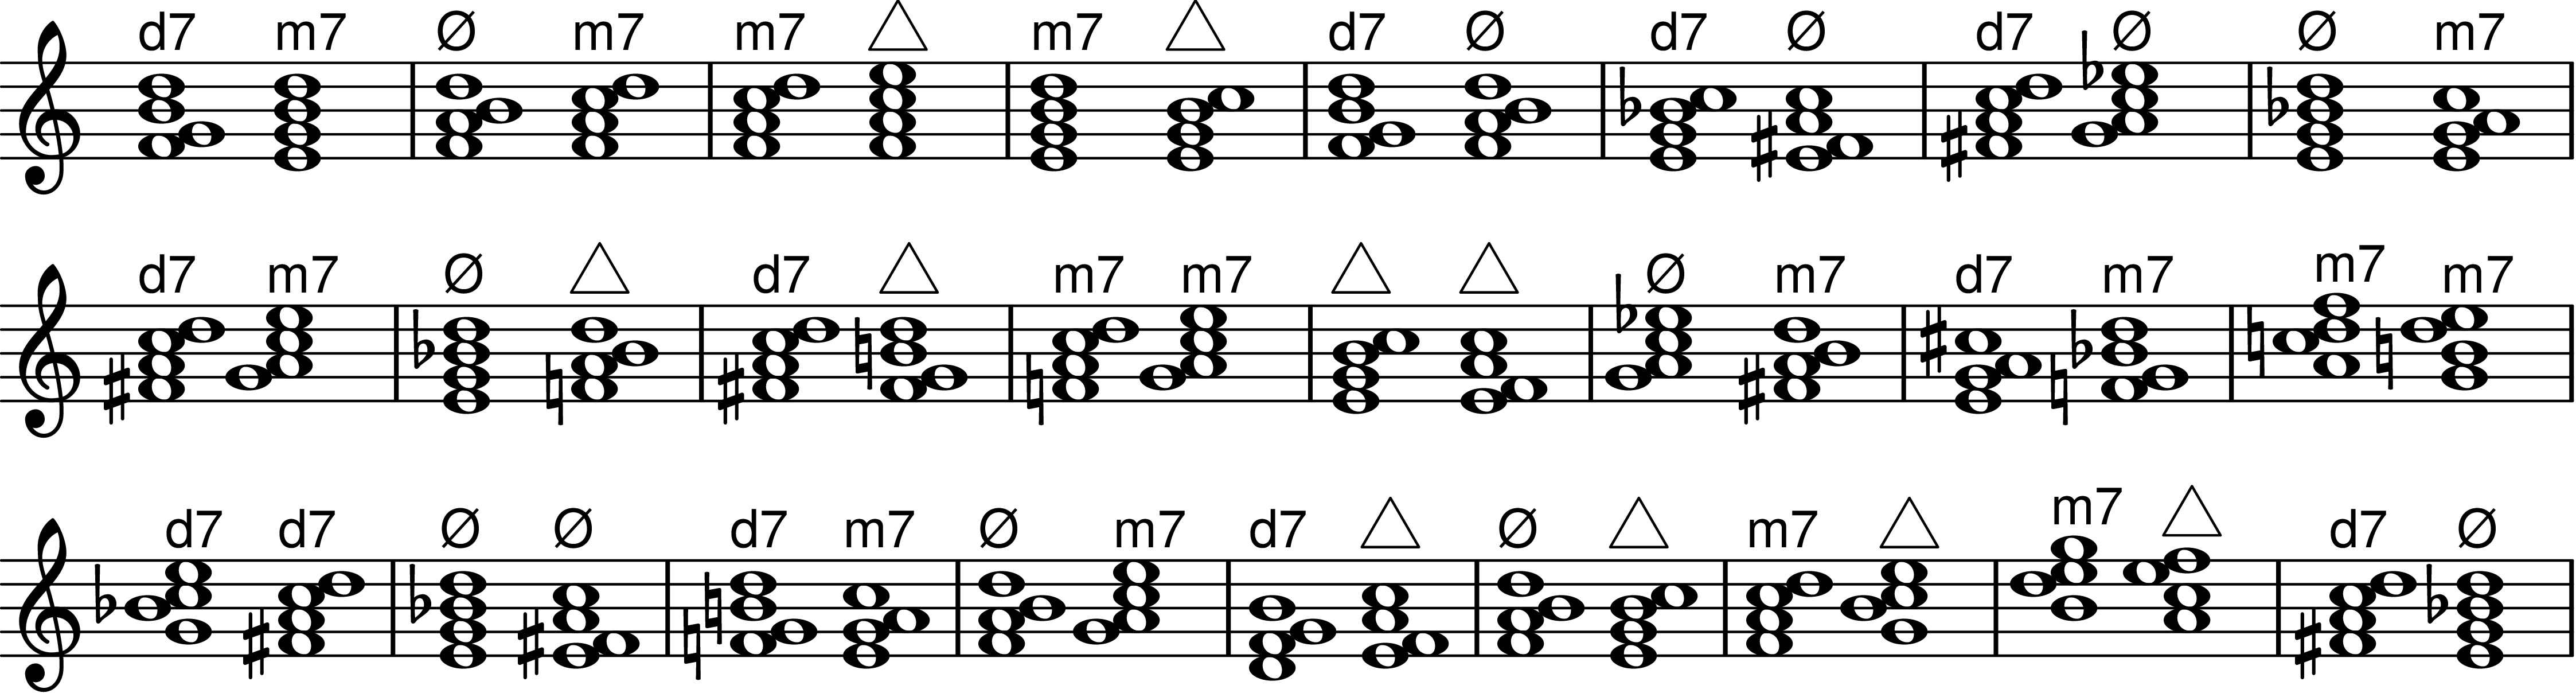 d7 m7 Ø m7 m7 △ m7 △ d7 Ø d7 Ø d7 Ø Ø m7
d7 m7 Ø △ d7 △ m7 m7 △ △ Ø m7 d7 m7 m7 m7
d7 d7 Ø Ø d7 m7 Ø m7 d7 △ Ø △ m7 △ m7 △ d7 Ø